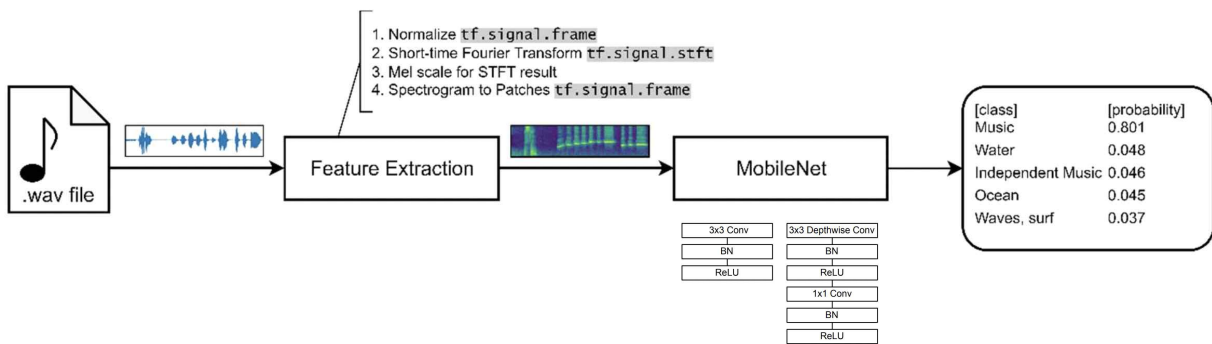 1. Normalize tf.signal.frame
2. Short-time Fourier Transform tf.signal.stft
3. Mel scale for STFT result
4. Spectrogram to Patches tf.signal.frame
.wav file
Feature Extraction
MobileNet
[class] [probability]
Music 0.801
Water 0.048
Independent Music 0.046
Ocean 0.045
Waves, surf 0.037
3x3 Conv
BN
ReLU
3x3 Depthwise Conv
BN
ReLU
1x1 Conv
BN
ReLU